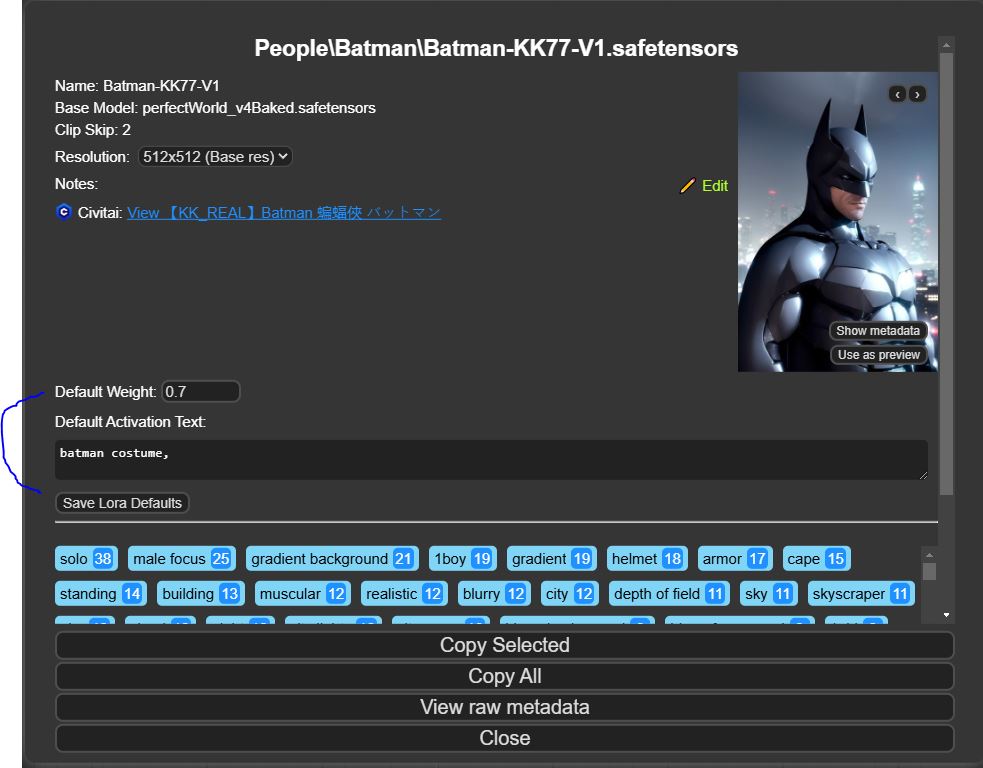 People\Batman\Batman-KK77-V1.safetensors
Name: Batman-KK77-V1
Base Model: perfectWorld_v4Baked.safetensors
Clip Skip: 2
Resolution: 512x512 (Base res)
Notes:
Edit
Civitai: View 【KK_REAL】Batman 蝙蝠俠 バットマン
‹ ›
Show metadata
Use as preview
Default Weight: 0.7
Default Activation Text:
batman costume,
Save Lora Defaults
solo 38 male focus 25 gradient background 21 1boy 19 gradient 19 helmet 18 armor 17 cape 15
standing 14 building 13 muscular 12 realistic 12 blurry 12 city 12 depth of field 11 sky 11 skyscraper 11
Copy Selected
Copy All
View raw metadata
Close